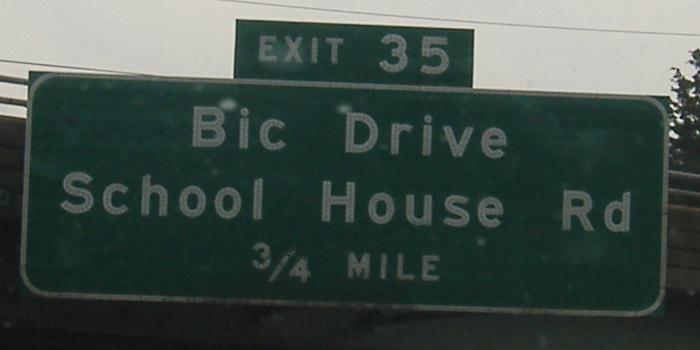 EXIT 35
Bic Drive
School House Rd
3/4 MILE